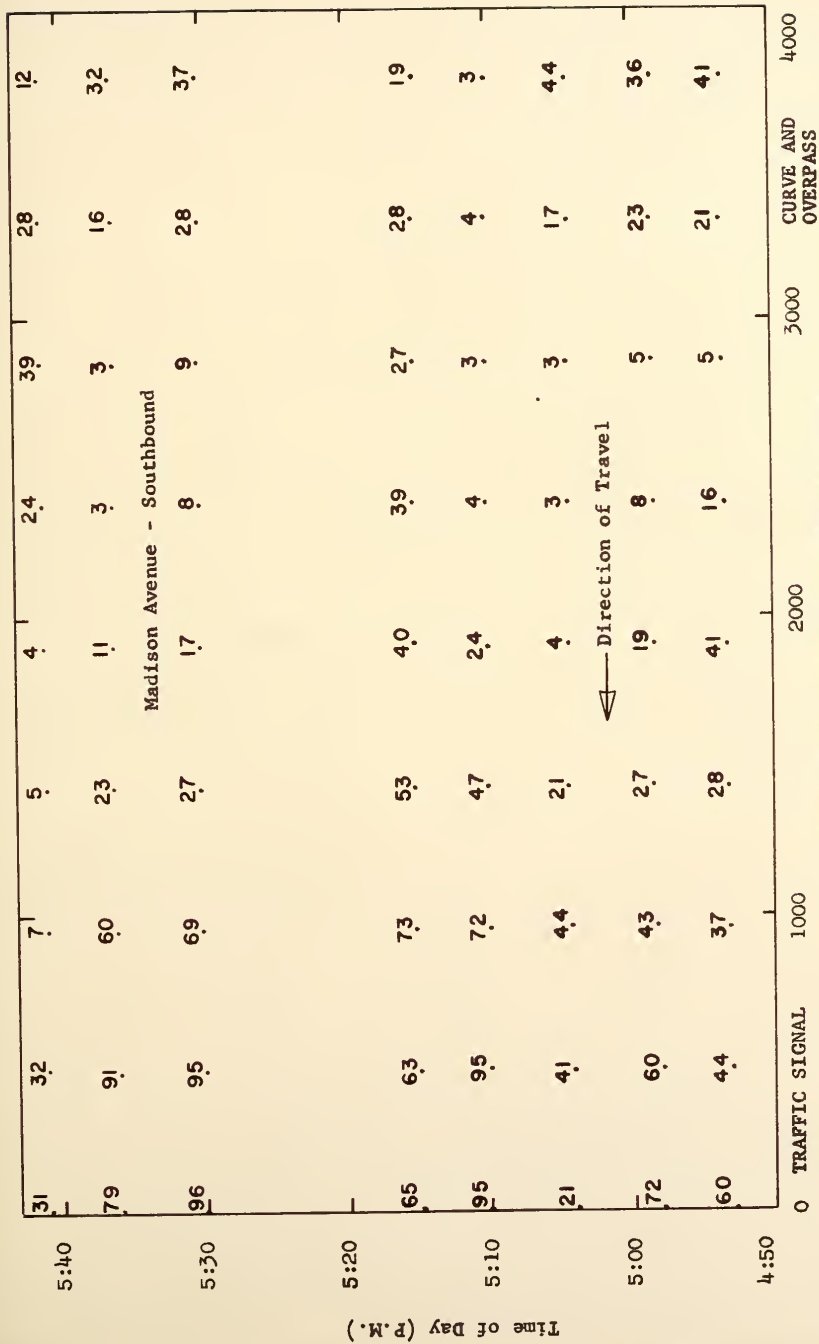 31. 32. 7. 5. 4. 24. 39. 28. 12.
5:40
79. 91. 60. 23. 11. 3. 3. 16. 32.
Madison Avenue - Southbound
96. 95. 69. 27. 17. 8. 9. 28. 37.
5:30
5:20
65. 63. 73. 53. 40. 39. 27. 28. 19.
95. 95. 72. 47. 24. 4. 3. 4. 3.
5:10
21. 41. 44. 21. 4. 3. 3. 17. 44.
Direction of Travel
72. 60. 43. 27. 19. 8. 5. 23. 36.
5:00
60. 44. 37. 28. 41. 16. 5. 21. 41.
4:50
Time of Day (P.M.)
0 TRAFFIC SIGNAL 1000 2000 3000 CURVE AND 4000
OVERPASS